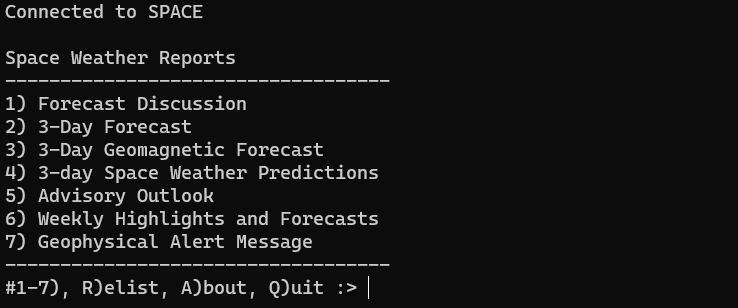 Connected to SPACE
Space Weather Reports
-----------------------------------
1) Forecast Discussion
2) 3-Day Forecast
3) 3-Day Geomagnetic Forecast
4) 3-day Space Weather Predictions
5) Advisory Outlook
6) Weekly Highlights and Forecasts
7) Geophysical Alert Message
-----------------------------------
#1-7), R)elist, A)bout, Q)uit :>